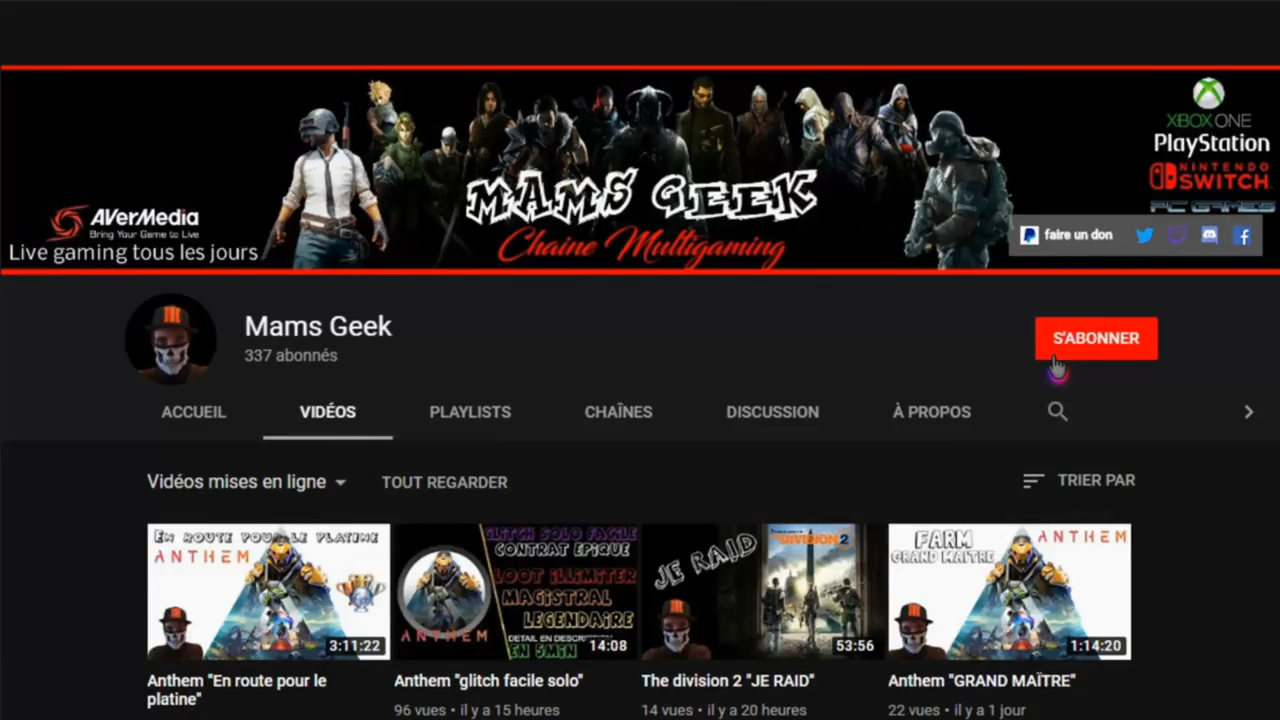 XBOX ONE
PlayStation
NINTENDO
SWITCH
PC GAMES
MAMS GEEK
Chaine Multigaming
AVerMedia
Bring Your Game to Live
Live gaming tous les jours
faire un don
Mams Geek
337 abonnés
S'ABONNER
ACCUEIL VIDÉOS PLAYLISTS CHAÎNES DISCUSSION À PROPOS
Vidéos mises en ligne TOUT REGARDER TRIER PAR
EN ROUTE POUR LE PLATINE
ANTHEM
3:11:22
GLITCH SOLO FACILE
CONTRAT EPIQUE
LOOT ILLIMITER
MAGISTRAL
LEGENDAIRE
ANTHEM
EN 5MIN
14:08
JE RAID
DIVISION 2
53:56
FARM
GRAND MAÎTRE
ANTHEM
1:14:20
Anthem "En route pour le
platine"
Anthem "glitch facile solo"
96 vues • il y a 15 heures
The division 2 "JE RAID"
14 vues • il y a 20 heures
Anthem "GRAND MAÏTRE"
22 vues • il y a 1 jour